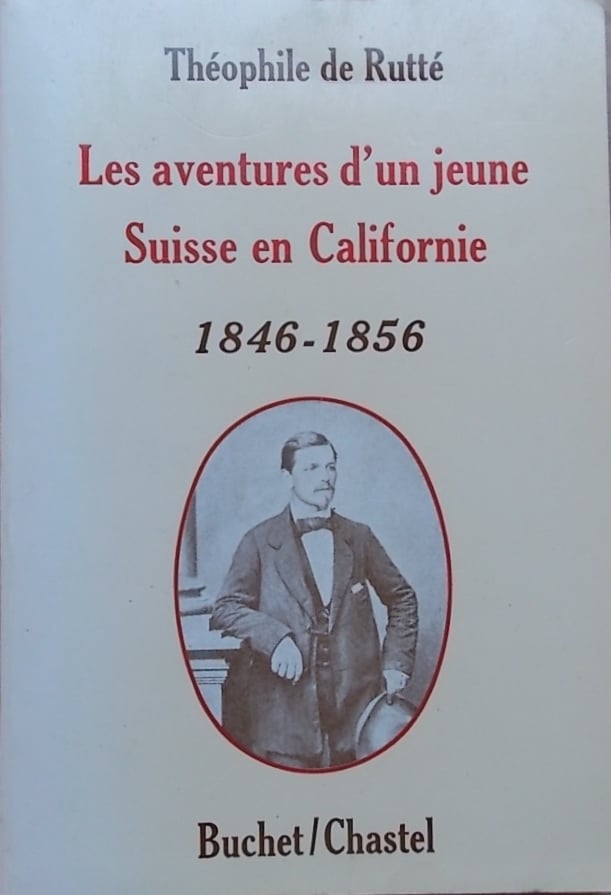 Théophile de Rutté
Les aventures d'un jeune
Suisse en Californie
1846-1856
Buchet/Chastel